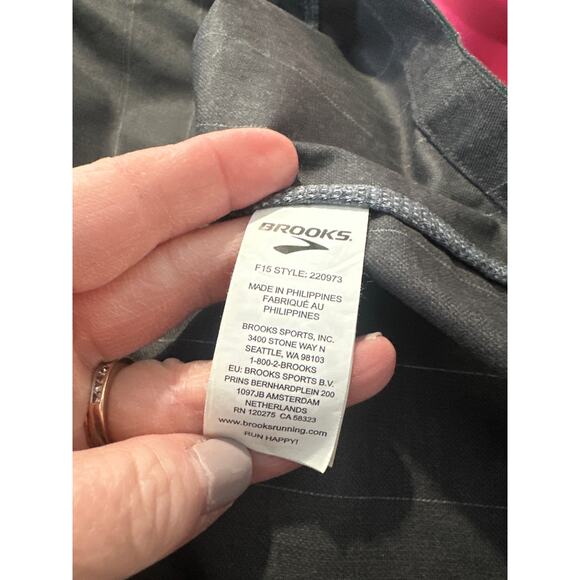 BROOKS
F15 STYLE: 220973
MADE IN PHILIPPINES
FABRIQUÉ AU
PHILIPPINES
BROOKS SPORTS, INC.
3400 STONE WAY N
SEATTLE, WA 98103
1-800-2-BROOKS
EU: BROOKS SPORTS B.V.
PRINS BERNHARDPLEIN 200
1097JB AMSTERDAM
NETHERLANDS
RN 120275 CA 58323
www.brooksrunning.com
RUN HAPPY!